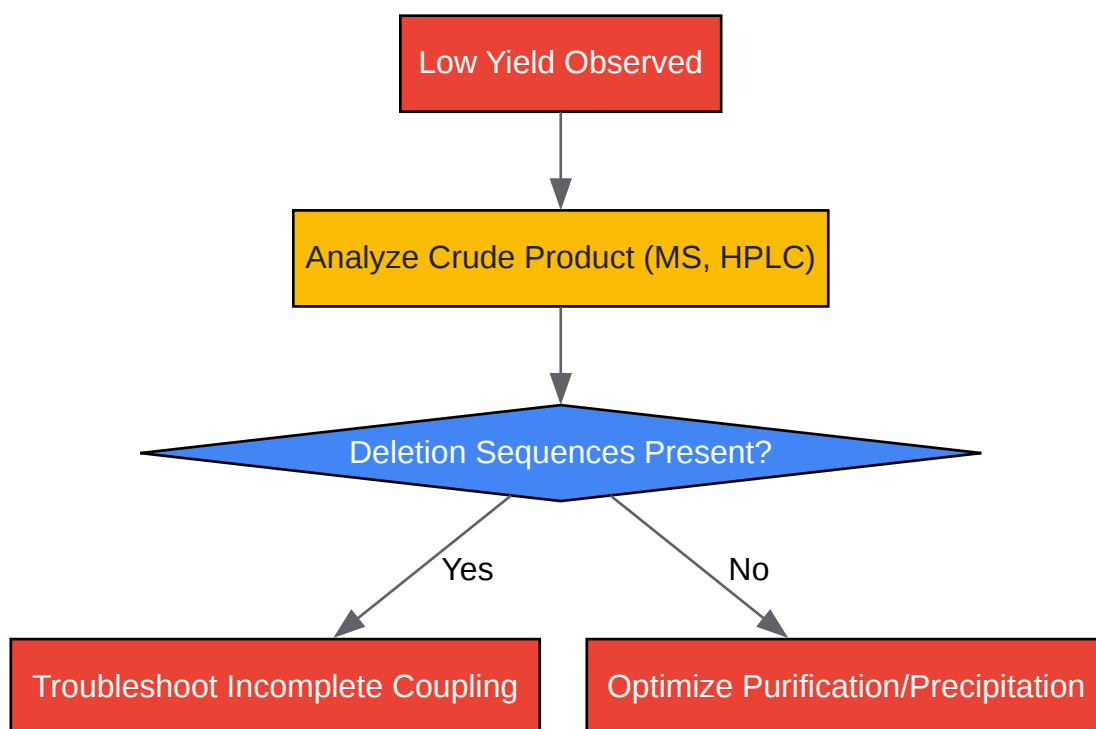 Low Yield Observed
Analyze Crude Product (MS, HPLC)
Deletion Sequences Present?
Yes
No
Troubleshoot Incomplete Coupling
Optimize Purification/Precipitation